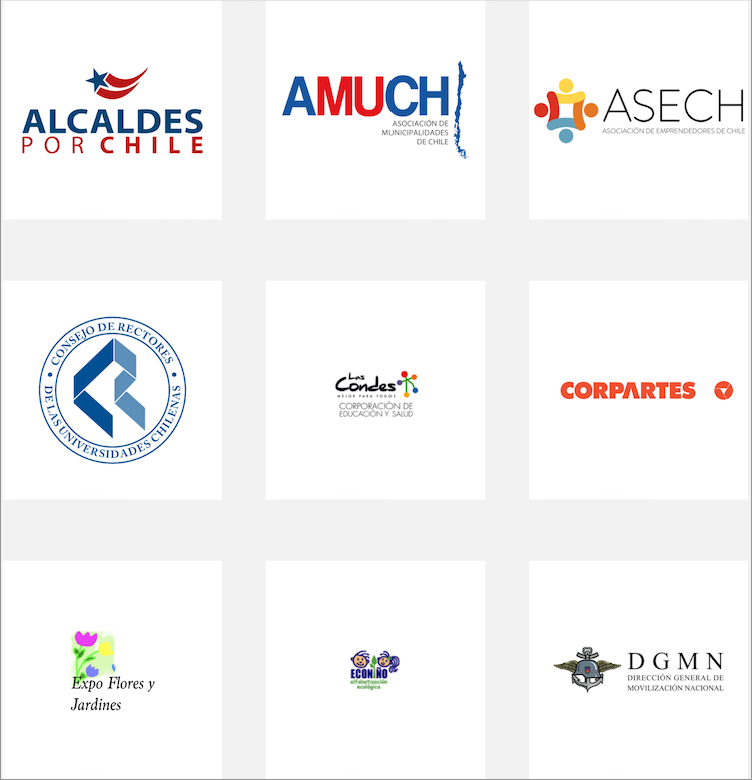 ALCALDES
POR CHILE
AMUCH
ASOCIACIÓN DE
MUNICIPALIDADES
DE CHILE
ASECH
ASOCIACIÓN DE EMPRENDEDORES DE CHILE
CONSEJO DE RECTORES
DE LAS UNIVERSIDADES CHILENAS
Las
Condes
MEJOR PARA TODOS
CORPORACIÓN DE
EDUCACIÓN Y SALUD
CORPARTES
Expo Flores y
Jardines
ECONIÑO
alfabetización
ecológica
DGMN
DIRECCIÓN GENERAL DE
MOVILIZACIÓN NACIONAL